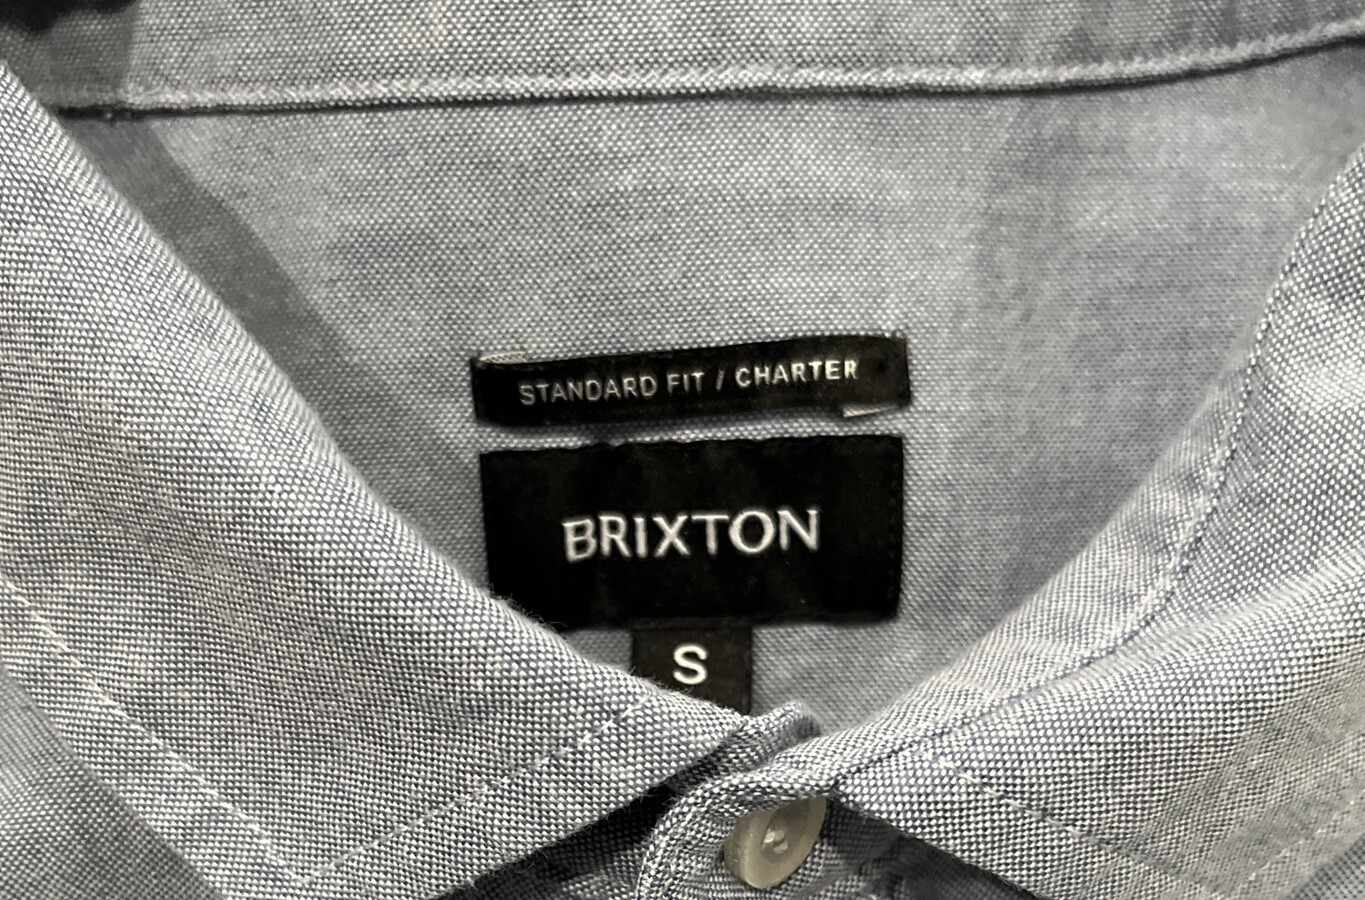 STANDARD FIT / CHARTER
BRIXTON
S